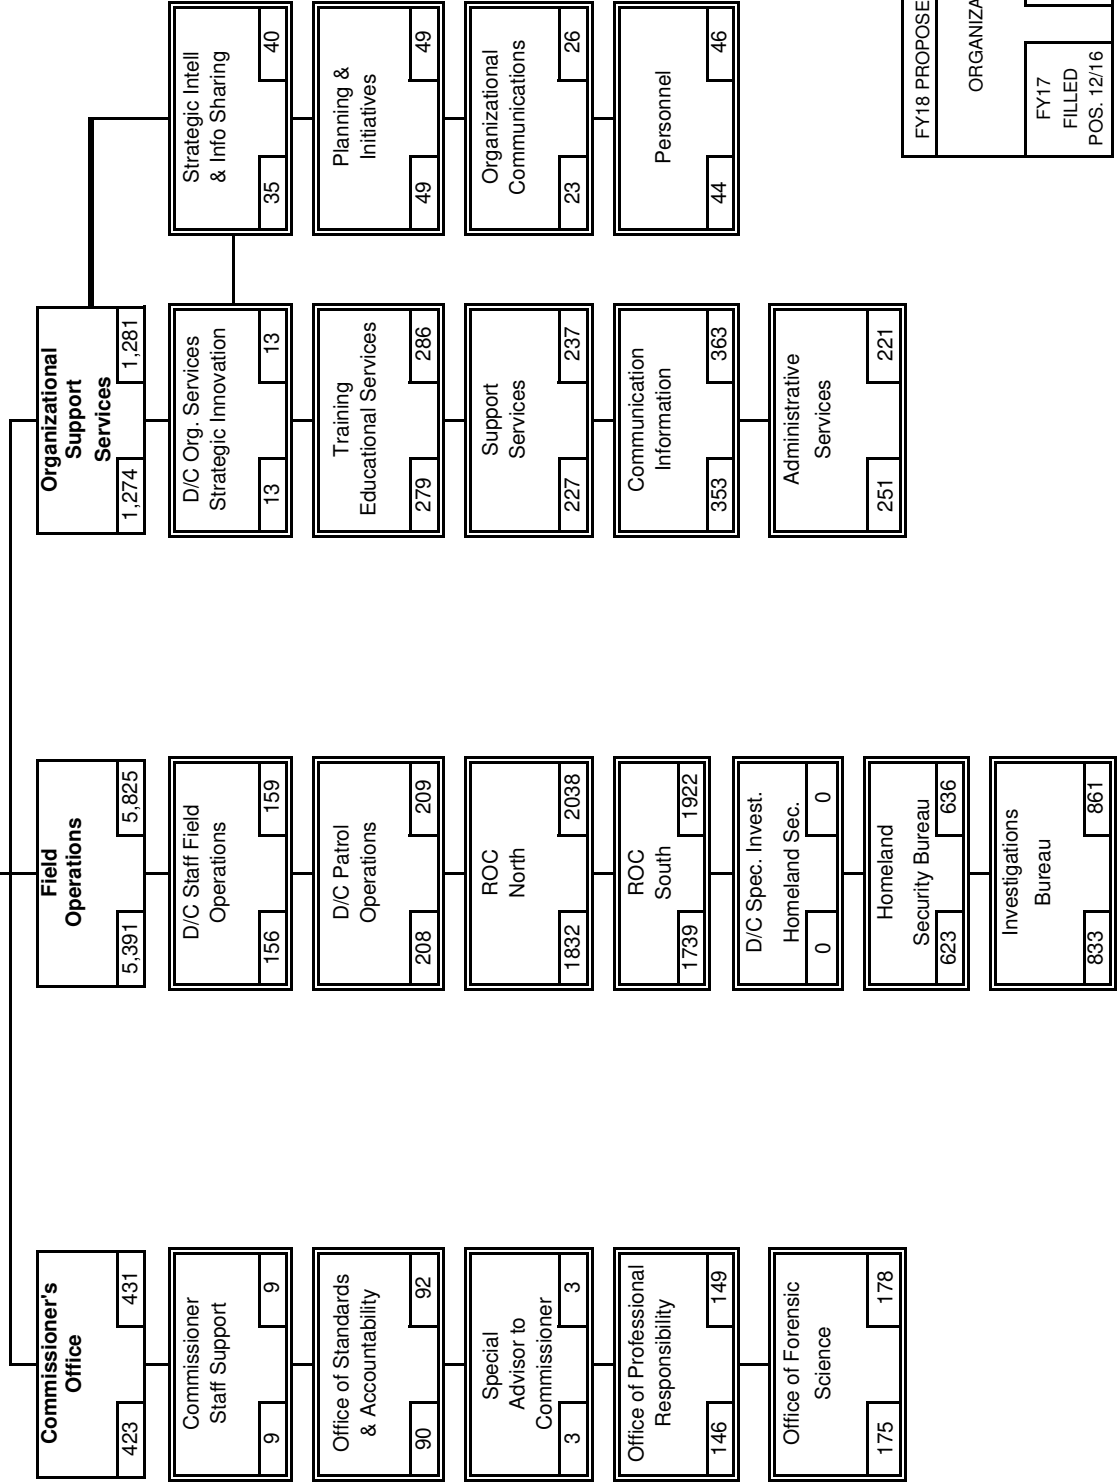 Commissioner's
Office
423 431
Commissioner
Staff Support
9 9
Office of Standards
& Accountability
90 92
Special
Advisor to
Commissioner
3 3
Office of Professional
Responsibility
146 149
Office of Forensic
Science
175 178
Field
Operations
5,391 5,825
D/C Staff Field
Operations
156 159
D/C Patrol
Operations
208 209
ROC
North
1832 2038
ROC
South
1739 1922
D/C Spec. Invest.
Homeland Sec.
0 0
Homeland
Security Bureau
623 636
Investigations
Bureau
833 861
Organizational
Support
Services
1,274 1,281
D/C Org. Services
Strategic Innovation
13 13
Training
Educational Services
279 286
Support
Services
227 237
Communication
Information
353 363
Administrative
Services
251 221
Strategic Intell
& Info Sharing
35 40
Planning &
Initiatives
49 49
Organizational
Communications
23 26
Personnel
44 46
FY18 PROPOSE
ORGANIZA
FY17
FILLED
POS. 12/16